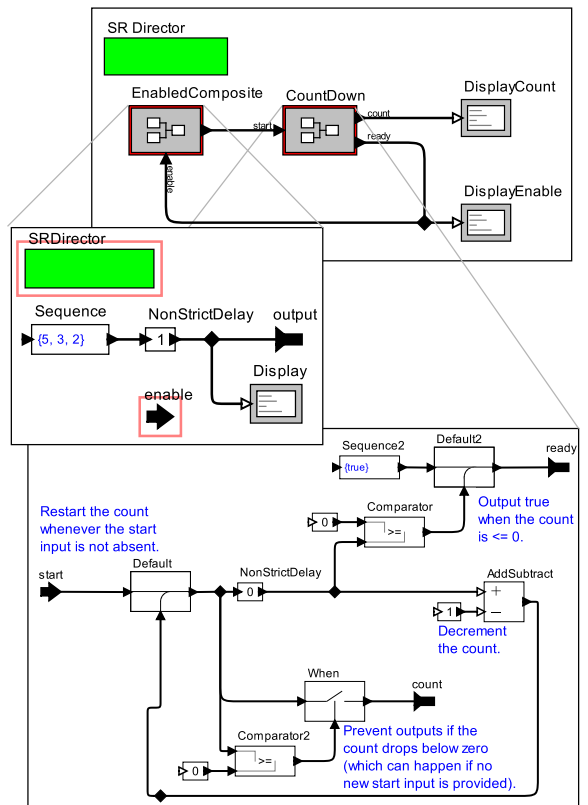 SR Director
EnabledComposite
CountDown
DisplayCount
start
count
ready
enable
DisplayEnable
SRDirector
Sequence
NonStrictDelay
output
{5, 3, 2}
1
Display
enable
Sequence2
Default2
ready
{true}
Restart the count
whenever the start
input is not absent.
Comparator
0
>=
Output true
when the count
is <= 0.
start
Default
NonStrictDelay
0
AddSubtract
+
1
−
Decrement
the count.
When
count
Comparator2
>=
0
Prevent outputs if the
count drops below zero
(which can happen if no
new start input is provided).